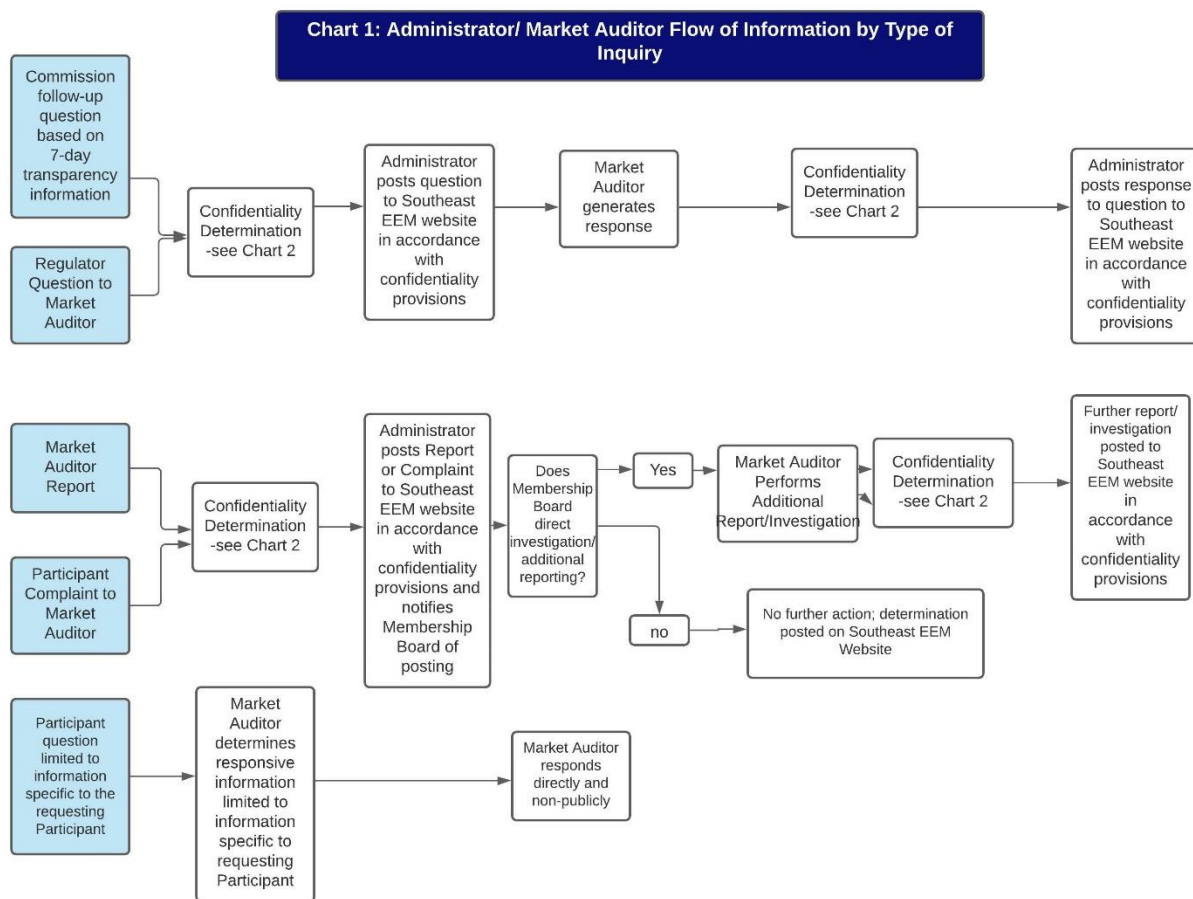 Chart 1: Administrator/ Market Auditor Flow of Information by Type of
Inquiry
Commission
follow-up
question
based on
7-day
transparency
information
Regulator
Question to
Market
Auditor
Confidentiality
Determination
-see Chart 2
Administrator
posts question
to Southeast
EEM website
in accordance
with
confidentiality
provisions
Market
Auditor
generates
response
Confidentiality
Determination
-see Chart 2
Administrator
posts response
to question to
Southeast
EEM website
in accordance
with
confidentiality
provisions
Market
Auditor
Report
Participant
Complaint to
Market
Auditor
Confidentiality
Determination
-see Chart 2
Administrator
posts Report
or Complaint
to Southeast
EEM website
in accordance
with
confidentiality
provisions and
notifies
Membership
Board of
posting
Does
Membership
Board direct
investigation/
additional
reporting?
Yes
Market Auditor
Performs
Additional
Report/Investigation
Confidentiality
Determination
-see Chart 2
Further report/
investigation
posted to
Southeast
EEM website
in
accordance
with
confidentiality
provisions
no
No further action; determination
posted on Southeast EEM
Website
Participant
question
limited to
information
specific to the
requesting
Participant
Market
Auditor
determines
responsive
information
limited to
information
specific to
requesting
Participant
Market Auditor
responds
directly and
non-publicly